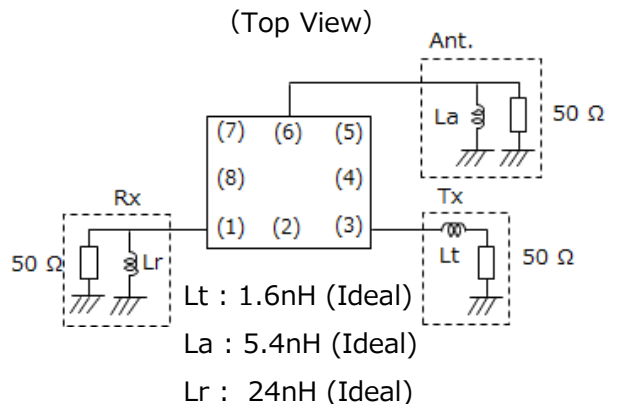 (Top View)
Ant.
La
50 Ω
(7) (6) (5)
(8) (4)
(1) (2) (3)
Rx
50 Ω
Lr
Tx
Lt
50 Ω
Lt : 1.6nH (Ideal)
La : 5.4nH (Ideal)
Lr : 24nH (Ideal)